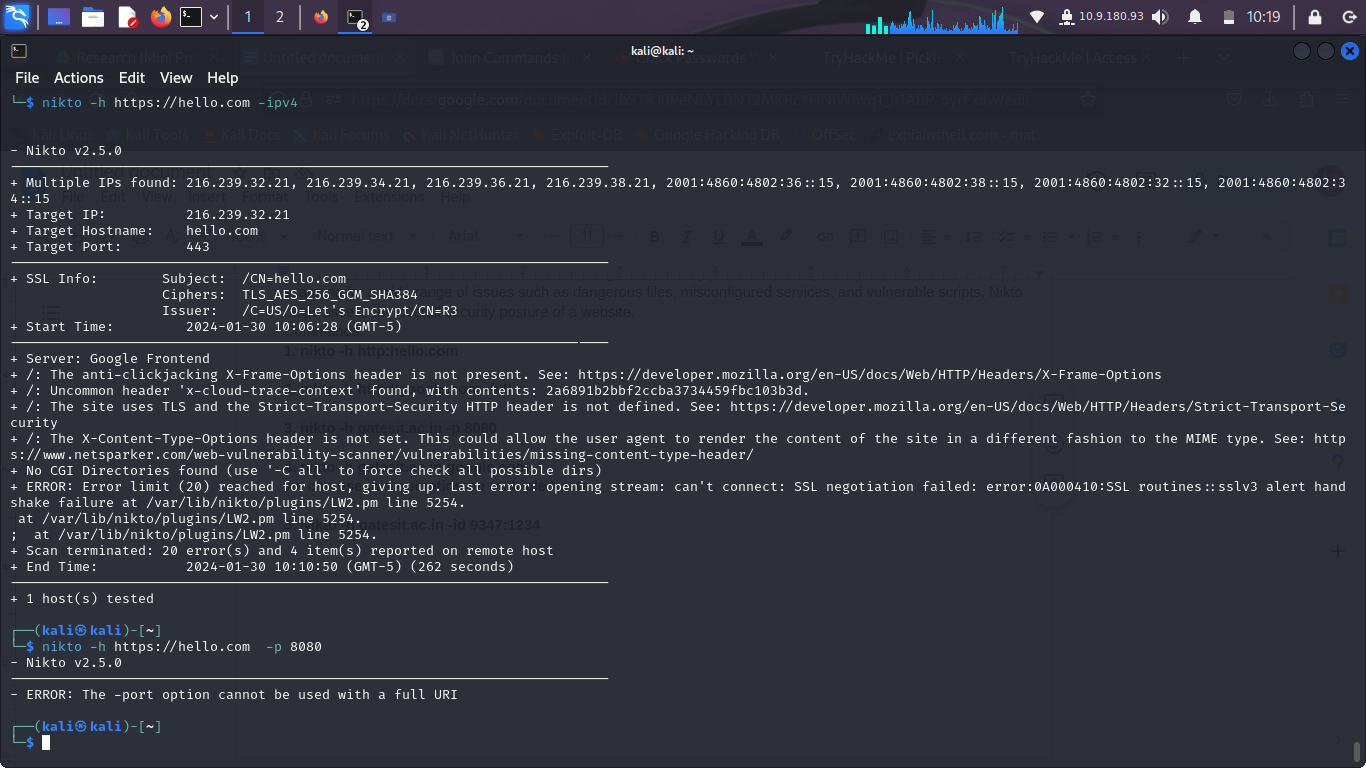 1
2
2
10.9.180.93
10:19
kali@kali: ~
File Actions Edit View Help
└─$ nikto -h https://hello.com -ipv4
- Nikto v2.5.0
+ Multiple IPs found: 216.239.32.21, 216.239.34.21, 216.239.36.21, 216.239.38.21, 2001:4860:4802:36::15, 2001:4860:4802:38::15, 2001:4860:4802:32::15, 2001:4860:4802:3
4::15
+ Target IP: 216.239.32.21
+ Target Hostname: hello.com
+ Target Port: 443
+ SSL Info: Subject: /CN=hello.com
Ciphers: TLS_AES_256_GCM_SHA384
Issuer: /C=US/O=Let's Encrypt/CN=R3
+ Start Time: 2024-01-30 10:06:28 (GMT-5)
+ Server: Google Frontend
+ /: The anti-clickjacking X-Frame-Options header is not present. See: https://developer.mozilla.org/en-US/docs/Web/HTTP/Headers/X-Frame-Options
+ /: Uncommon header 'x-cloud-trace-context' found, with contents: 2a6891b2bbf2ccba3734459fbc103b3d.
+ /: The site uses TLS and the Strict-Transport-Security HTTP header is not defined. See: https://developer.mozilla.org/en-US/docs/Web/HTTP/Headers/Strict-Transport-Se
curity
+ /: The X-Content-Type-Options header is not set. This could allow the user agent to render the content of the site in a different fashion to the MIME type. See: http
s://www.netsparker.com/web-vulnerability-scanner/vulnerabilities/missing-content-type-header/
+ No CGI Directories found (use '-C all' to force check all possible dirs)
+ ERROR: Error limit (20) reached for host, giving up. Last error: opening stream: can't connect: SSL negotiation failed: error:0A000410:SSL routines::sslv3 alert hand
shake failure at /var/lib/nikto/plugins/LW2.pm line 5254.
at /var/lib/nikto/plugins/LW2.pm line 5254.
; at /var/lib/nikto/plugins/LW2.pm line 5254.
+ Scan terminated: 20 error(s) and 4 item(s) reported on remote host
+ End Time: 2024-01-30 10:10:50 (GMT-5) (262 seconds)
+ 1 host(s) tested
┌──(kali㉿kali)-[~]
└─$ nikto -h https://hello.com -p 8080
- Nikto v2.5.0
- ERROR: The -port option cannot be used with a full URI
┌──(kali㉿kali)-[~]
└─$